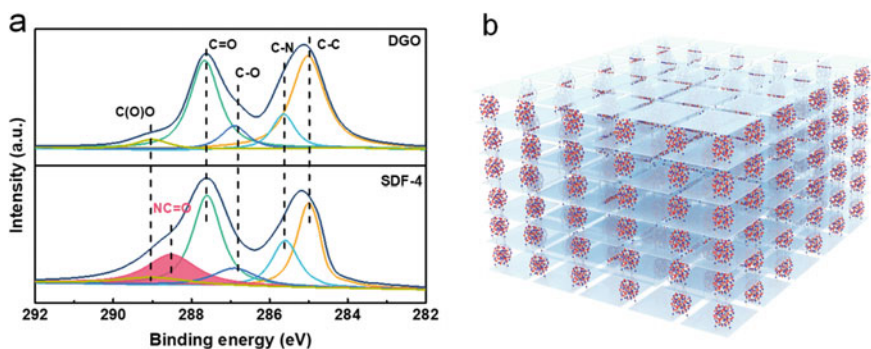 a
b
DGO
C=O
C-N
C-C
C-O
C(O)O
SDF-4
NC=O
Intensity (a.u.)
292 290 288 286 284 282
Binding energy (eV)